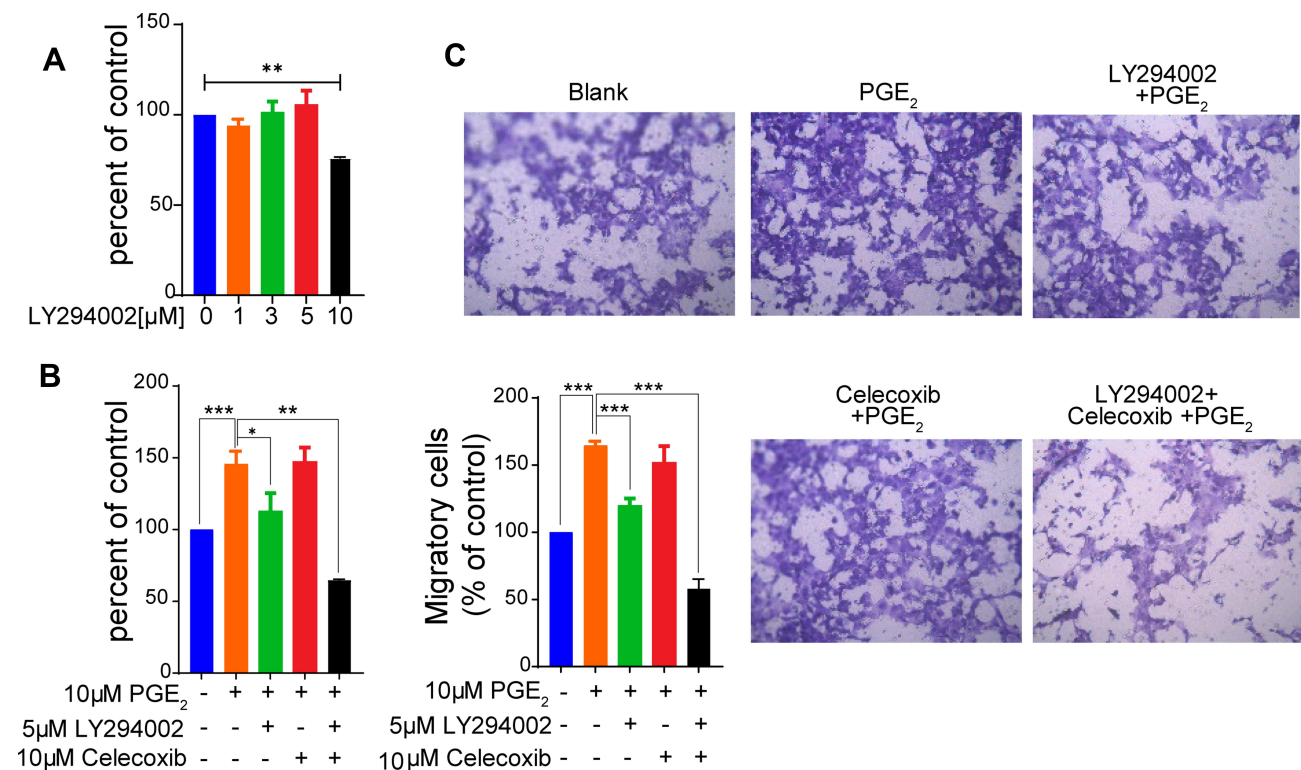 A
percent of control
150
100
50
0
**
LY294002[μM] 0 1 3 5 10
C
Blank
PGE2
LY294002
+PGE2
Celecoxib
+PGE2
LY294002+
Celecoxib +PGE2
B
percent of control
200
150
100
50
0
***
**
*
10μM PGE2 - + + + +
5μM LY294002 - - + - +
10μM Celecoxib - - - + +
Migratory cells
(% of control)
200
150
100
50
0
***
***
***
10μM PGE2 - + + + +
5μM LY294002 - - + - +
10μM Celecoxib - - - + +